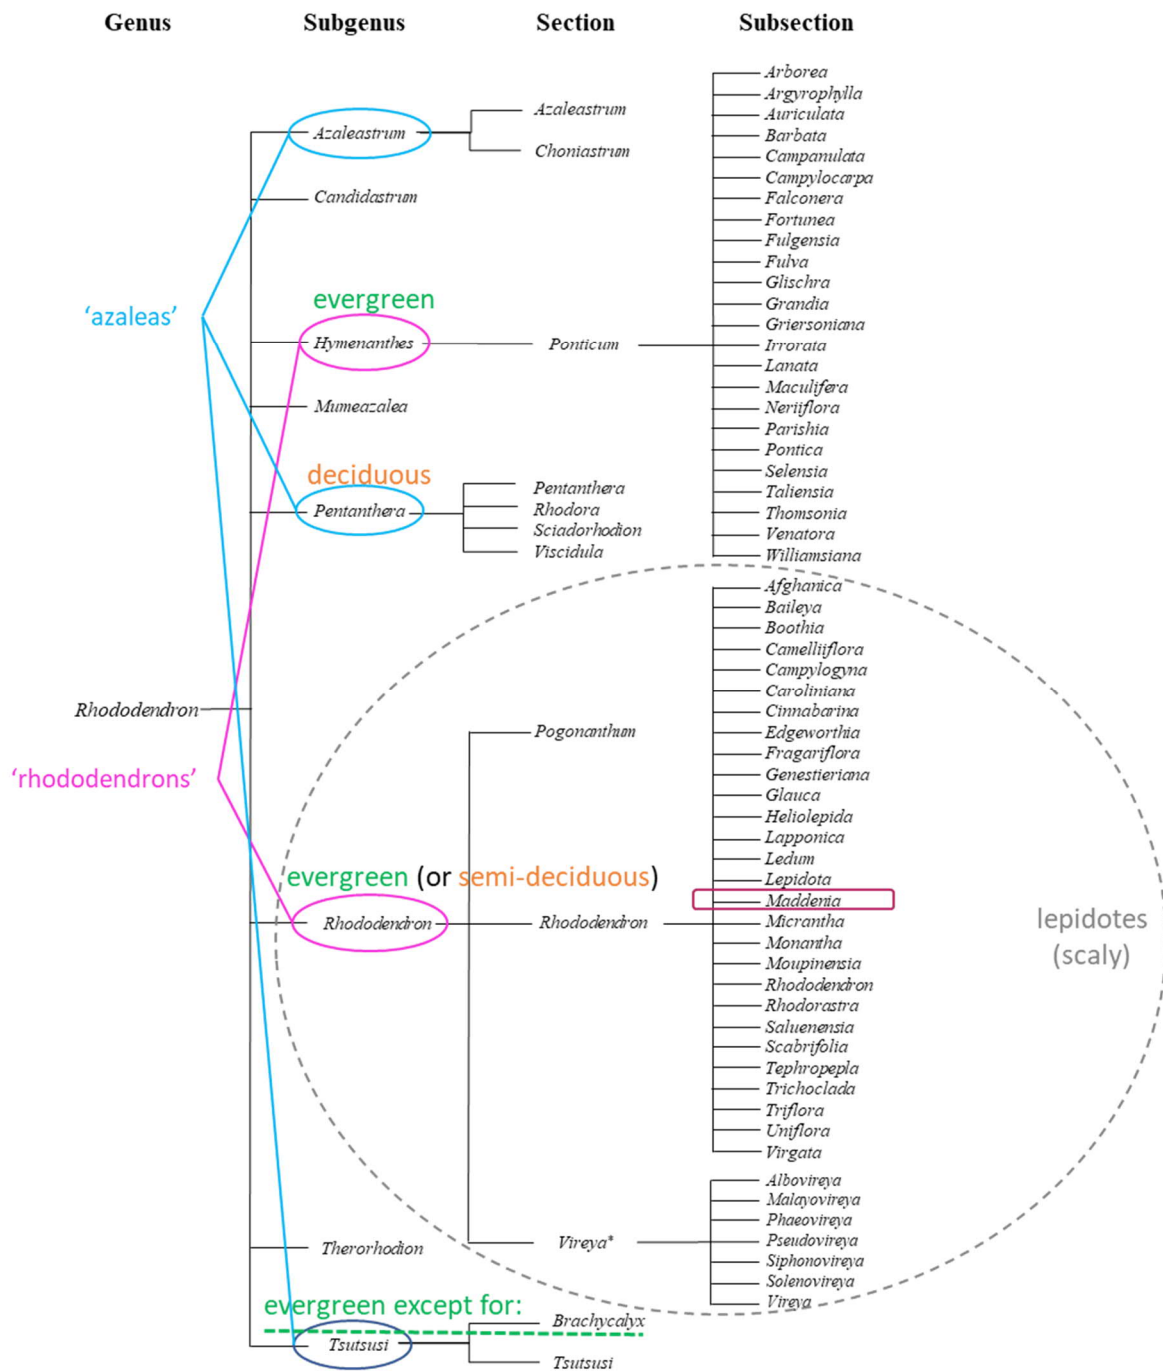 Genus Subgenus Section Subsection
Arborea
Argyrophylla
Auriculata
Barbata
Campanulata
Campylocarpa
Falconera
Fortunea
Fulgensia
Fulva
Glischra
Grandia
Griersoniana
Irrorata
Lanata
Maculifera
Neriiflora
Parishia
Pontica
Selensia
Taliensia
Thomsonia
Venatora
Williamsiana
Azaleastrum
Azaleastrum
Choniastrum
Candidastrum
'azaleas'
evergreen
Hymenanthes
Ponticum
Mumeazalea
deciduous
Pentanthera
Pentanthera
Rhodora
Sciadorhodion
Viscidula
Afghanica
Baileya
Boothia
Camelliiflora
Campylogyna
Caroliniana
Cinnabarina
Edgeworthia
Fragariflora
Genestieriana
Glauca
Heliolepida
Lapponica
Ledum
Lepidota
Maddenia
Micrantha
Monantha
Moupinensia
Rhododendron
Rhodorastra
Saluenensia
Scabrifolia
Tephropepla
Trichoclada
Triflora
Uniflora
Virgata
Rhododendron
Pogonanthum
'rhododendrons'
evergreen (or semi-deciduous)
Rhododendron
Rhododendron
lepidotes
(scaly)
Albovireya
Malayovireya
Phaeovireya
Pseudovireya
Siphonovireya
Solenovireya
Vireya
Vireya*
Therorhodion
evergreen except for:
Brachycalyx
Tsutsusi
Tsutsusi